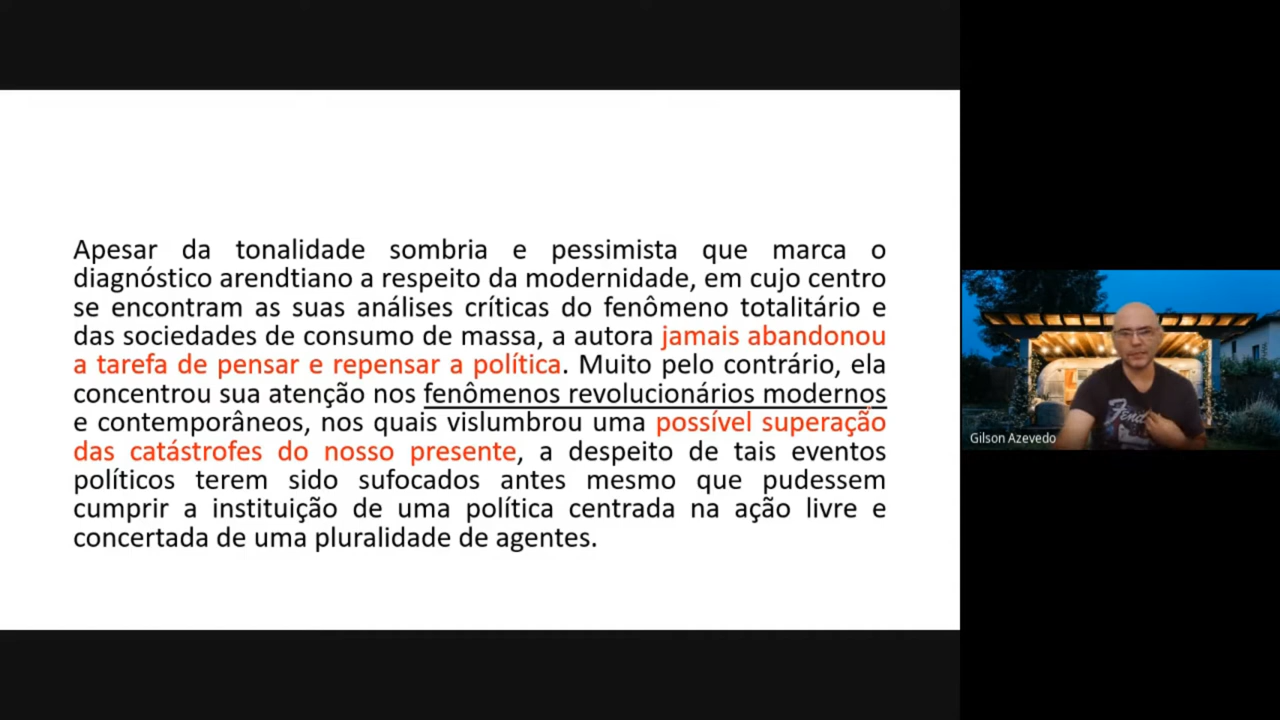 Apesar da tonalidade sombria e pessimista que marca o
diagnóstico arendtiano a respeito da modernidade, em cujo centro
se encontram as suas análises críticas do fenômeno totalitário e
das sociedades de consumo de massa, a autora jamais abandonou
a tarefa de pensar e repensar a política. Muito pelo contrário, ela
concentrou sua atenção nos fenômenos revolucionários modernos
e contemporâneos, nos quais vislumbrou uma possível superação
das catástrofes do nosso presente, a despeito de tais eventos
políticos terem sido sufocados antes mesmo que pudessem
cumprir a instituição de uma política centrada na ação livre e
concertada de uma pluralidade de agentes.
Fender
Gilson Azevedo